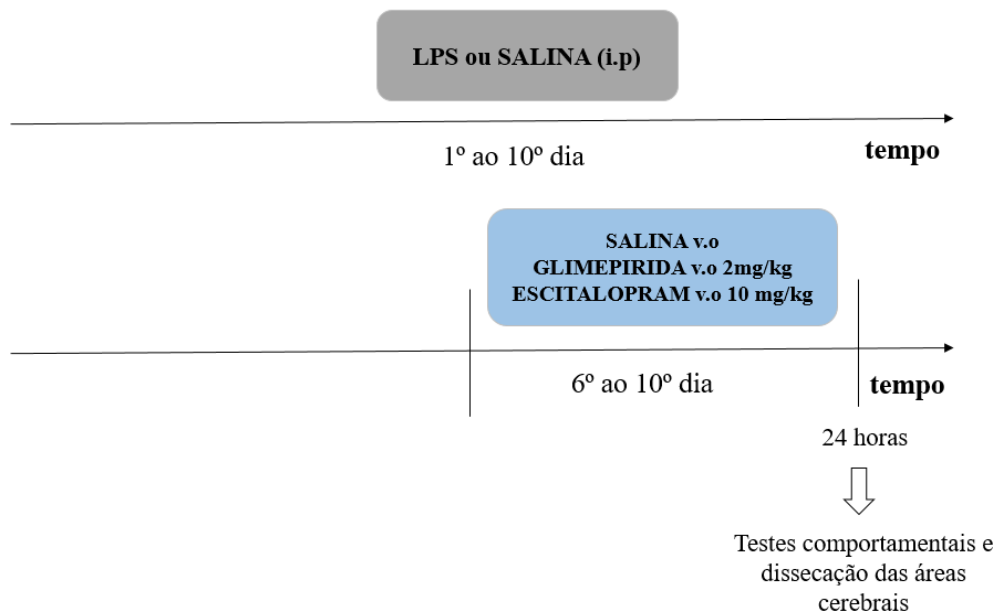 LPS ou SALINA (i.p)
1º ao 10º dia
tempo
SALINA v.o
GLIMEPIRIDA v.o 2mg/kg
ESCITALOPRAM v.o 10 mg/kg
6º ao 10º dia
tempo
24 horas
Testes comportamentais e
dissecação das áreas
cerebrais